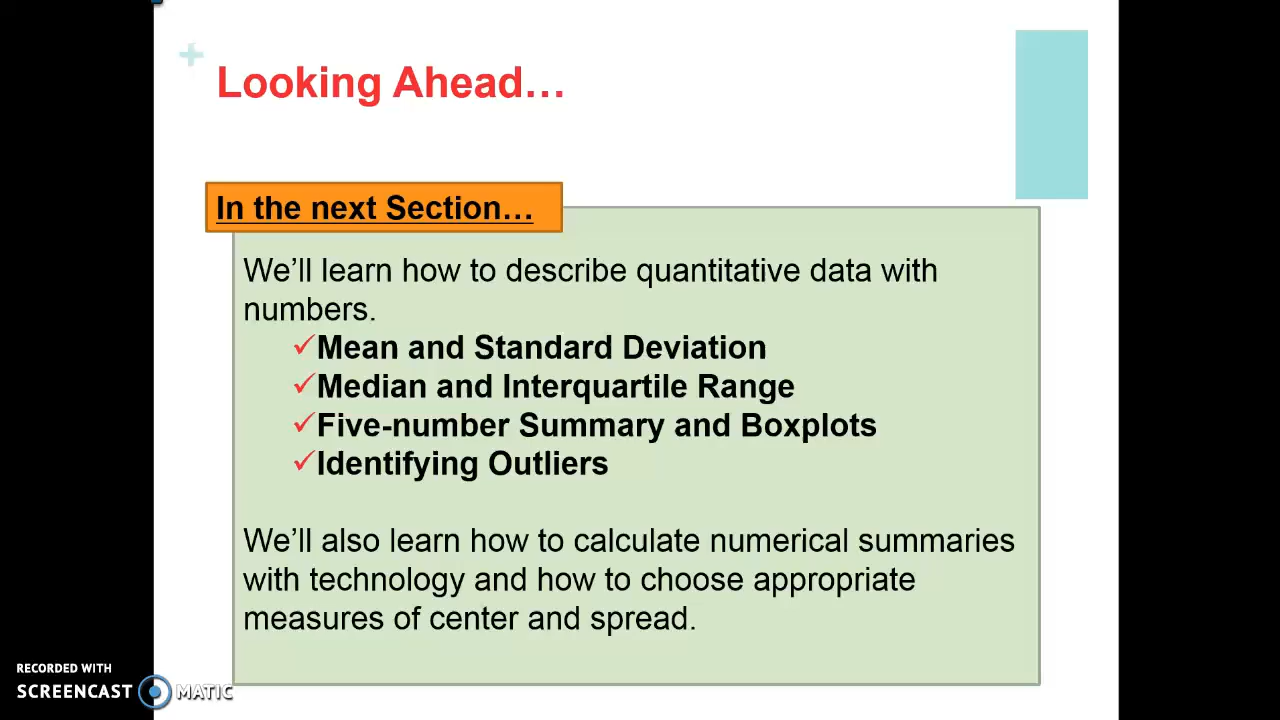 +
Looking Ahead…
In the next Section…
We’ll learn how to describe quantitative data with
numbers.
✓Mean and Standard Deviation
✓Median and Interquartile Range
✓Five-number Summary and Boxplots
✓Identifying Outliers
We’ll also learn how to calculate numerical summaries
with technology and how to choose appropriate
measures of center and spread.
RECORDED WITH
SCREENCAST MATIC